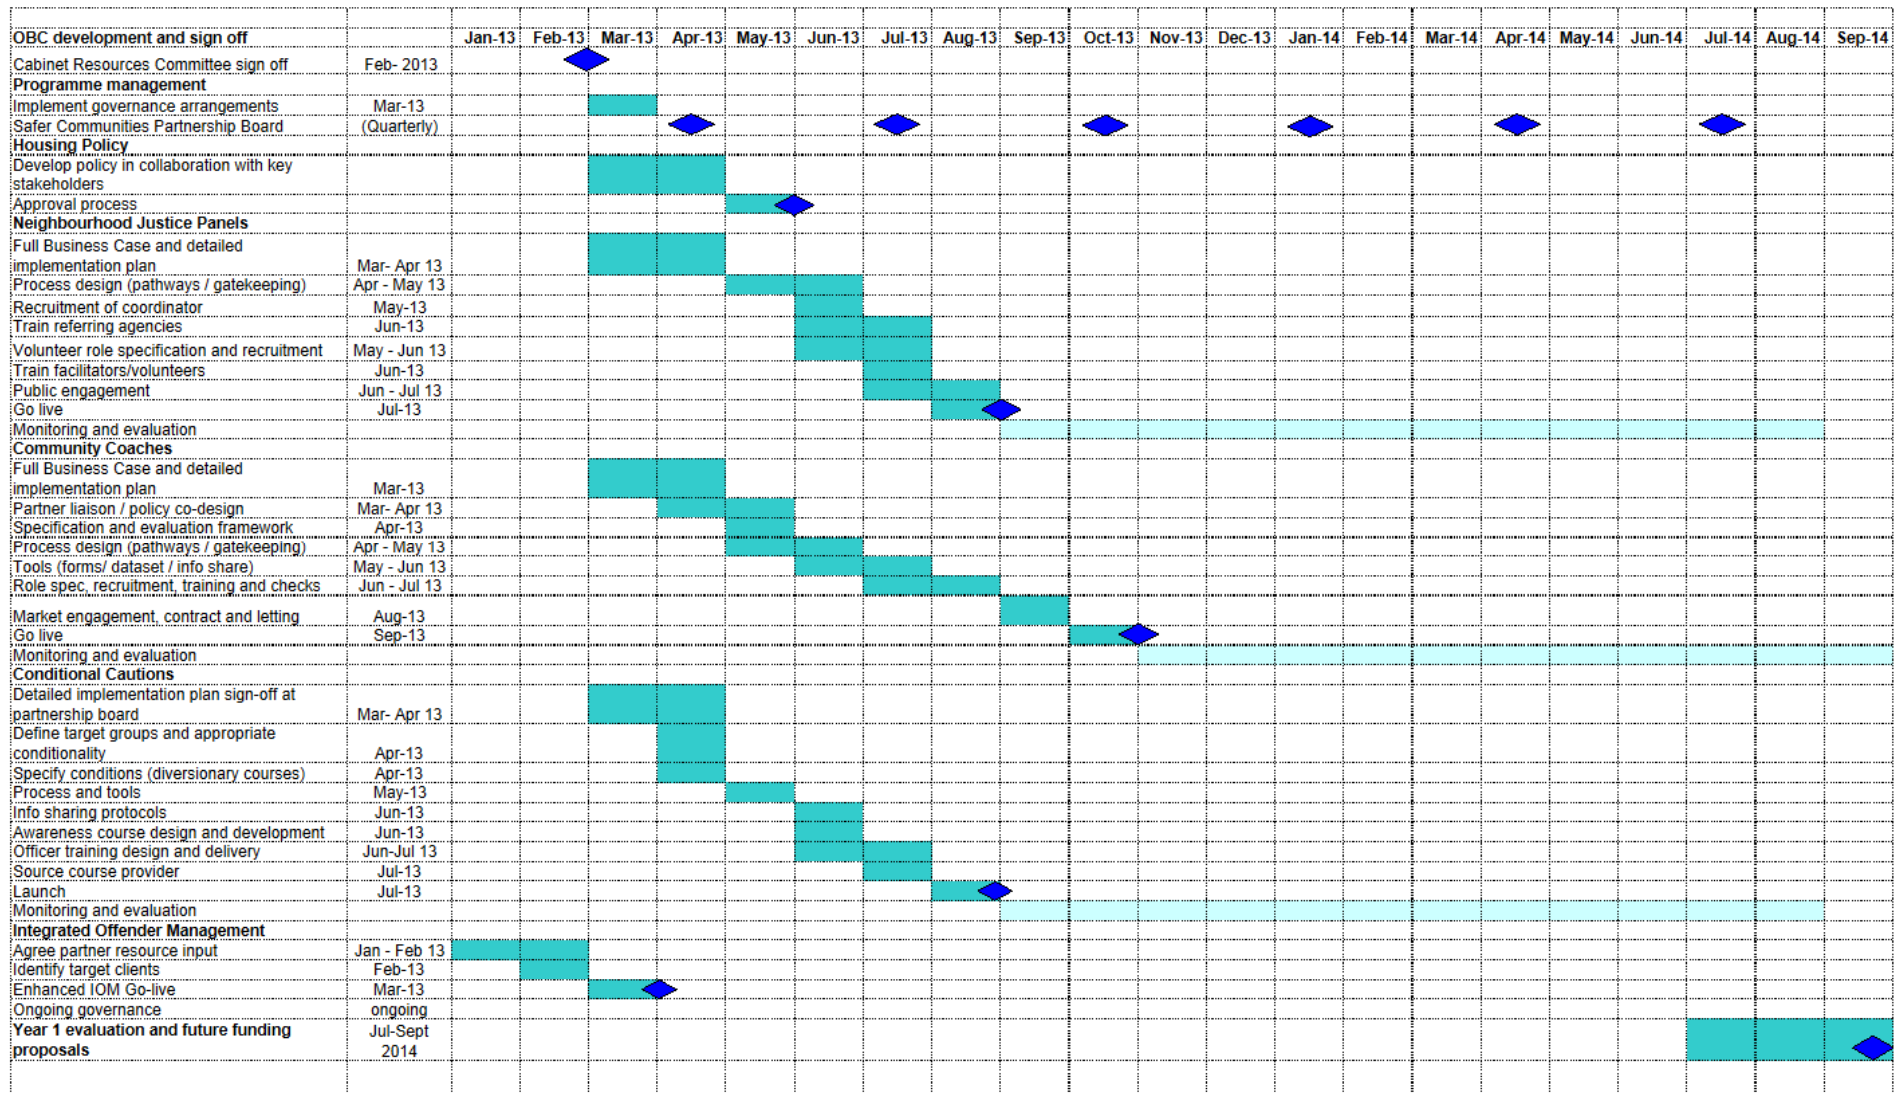 OBC development and sign off Jan-13 Feb-13 Mar-13 Apr-13 May-13 Jun-13 Jul-13 Aug-13 Sep-13 Oct-13 Nov-13 Dec-13 Jan-14 Feb-14 Mar-14 Apr-14 May-14 Jun-14 Jul-14 Aug-14 Sep-14
Cabinet Resources Committee sign off Feb- 2013
Programme management
Implement governance arrangements Mar-13
Safer Communities Partnership Board (Quarterly)
Housing Policy
Develop policy in collaboration with key
stakeholders
Approval process
Neighbourhood Justice Panels
Full Business Case and detailed
implementation plan Mar- Apr 13
Process design (pathways / gatekeeping) Apr - May 13
Recruitment of coordinator May-13
Train referring agencies Jun-13
Volunteer role specification and recruitment May - Jun 13
Train facilitators/volunteers Jun-13
Public engagement Jun - Jul 13
Go live Jul-13
Monitoring and evaluation
Community Coaches
Full Business Case and detailed
implementation plan Mar-13
Partner liaison / policy co-design Mar- Apr 13
Specification and evaluation framework Apr-13
Process design (pathways / gatekeeping) Apr - May 13
Tools (forms/ dataset / info share) May - Jun 13
Role spec, recruitment, training and checks Jun - Jul 13
Market engagement, contract and letting Aug-13
Go live Sep-13
Monitoring and evaluation
Conditional Cautions
Detailed implementation plan sign-off at
partnership board Mar- Apr 13
Define target groups and appropriate
conditionality Apr-13
Specify conditions (diversionary courses) Apr-13
Process and tools May-13
Info sharing protocols Jun-13
Awareness course design and development Jun-13
Officer training design and delivery Jun-Jul 13
Source course provider Jul-13
Launch Jul-13
Monitoring and evaluation
Integrated Offender Management
Agree partner resource input Jan - Feb 13
Identify target clients Feb-13
Enhanced IOM Go-live Mar-13
Ongoing governance ongoing
Year 1 evaluation and future funding Jul-Sept
proposals 2014